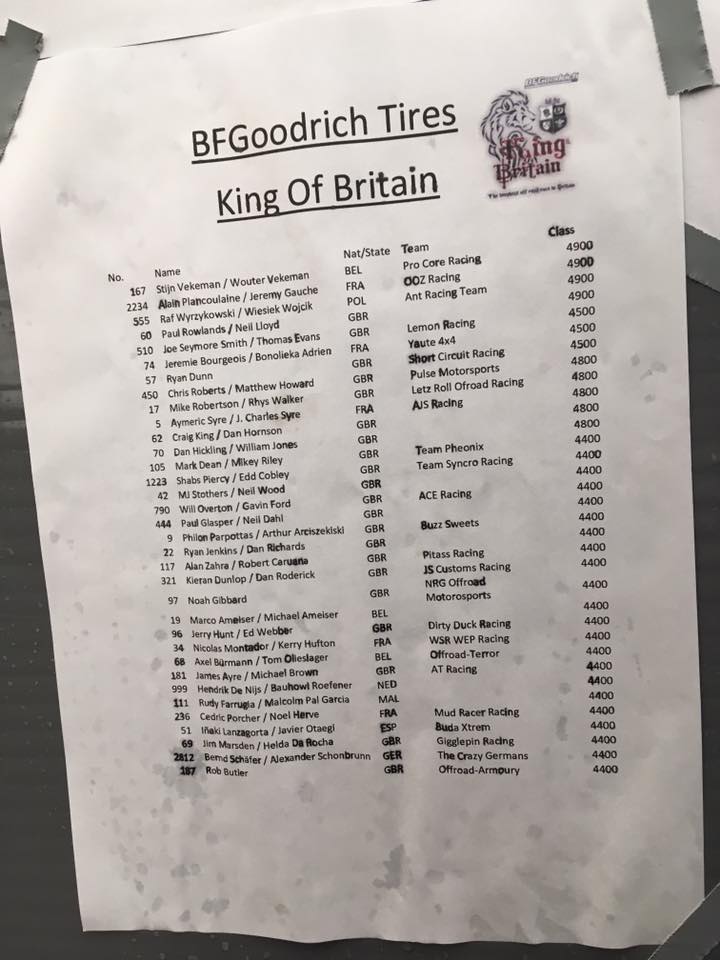 BFGoodrich
King of Britain
The toughest off road race in Britain
BFGoodrich Tires
King Of Britain
No. Name Nat/State Team Class
167 Stijn Vekeman / Wouter Vekeman BEL Pro Core Racing 4900
2234 Alain Plancoulaine / Jeremy Gauche FRA OOZ Racing 4900
555 Raf Wyrzykowski / Wiesiek Wojcik POL Ant Racing Team 4900
60 Paul Rowlands / Neil Lloyd GBR 4900
510 Joe Seymore Smith / Thomas Evans GBR Lemon Racing 4500
74 Jeremie Bourgeois / Bonolieka Adrien FRA Yaute 4x4 4500
57 Ryan Dunn GBR Short Circuit Racing 4500
450 Chris Roberts / Matthew Howard GBR Pulse Motorsports 4800
17 Mike Robertson / Rhys Walker GBR Letz Roll Ofroad Racing 4800
5 Aymeric Syre / J. Charles Syre FRA AJS Racing 4800
62 Craig King / Dan Hornson GBR 4800
70 Dan Hickling / William Jones GBR 4800
105 Mark Dean / Mikey Riley GBR Team Pheonix 4400
1223 Shabs Piercy / Edd Cobley GBR Team Syncro Racing 4400
42 MJ Stothers / Neil Wood GBR 4400
790 Will Overton / Gavin Ford GBR ACE Racing 4400
444 Paul Glasper / Neil Dahl GBR 4400
9 Philon Parpottas / Arthur Arciszekiski GBR Buzz Sweets 4400
22 Ryan Jenkins / Dan Richards GBR 4400
117 Alan Zahra / Robert Caruana GBR Pitass Racing 4400
321 Kieran Dunlop / Dan Roderick GBR JS Customs Racing 4400
97 Noah Gibbard GBR NRG Offroad Motorosports 4400
19 Marco Ameiser / Michael Ameiser BEL 4400
96 Jerry Hunt / Ed Webber GBR Dirty Duck Racing 4400
34 Nicolas Montador / Kerry Hufton FRA WSR WEP Racing 4400
68 Axel Bürmann / Tom Olieslager BEL Offroad-Terror 4400
181 James Ayre / Michael Brown GBR AT Racing 4400
999 Hendrik De Nijs / Bauhowl Roefener NED 4400
111 Rudy Farrugia / Malcolm Pal Garcia MAL 4400
236 Cedric Porcher / Noel Herve FRA Mud Racer Racing 4400
51 Iñaki Lanzagorta / Javier Otaegi ESP Buda Xtrem 4400
69 Jim Marsden / Helda Da Rocha GBR Gigglepin Racing 4400
2812 Bernd Schäfer / Alexander Schonbrunn GER The Crazy Germans 4400
187 Rob Butler GBR Offroad-Armoury 4400